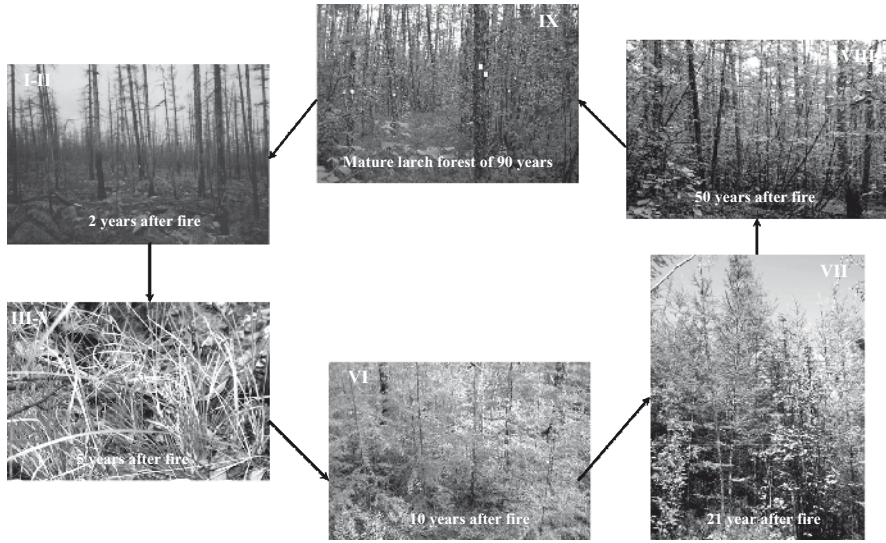 IX
Mature larch forest of 90 years
I-II
2 years after fire
III-V
5 years after fire
VI
10 years after fire
VII
21 year after fire
VIII
50 years after fire